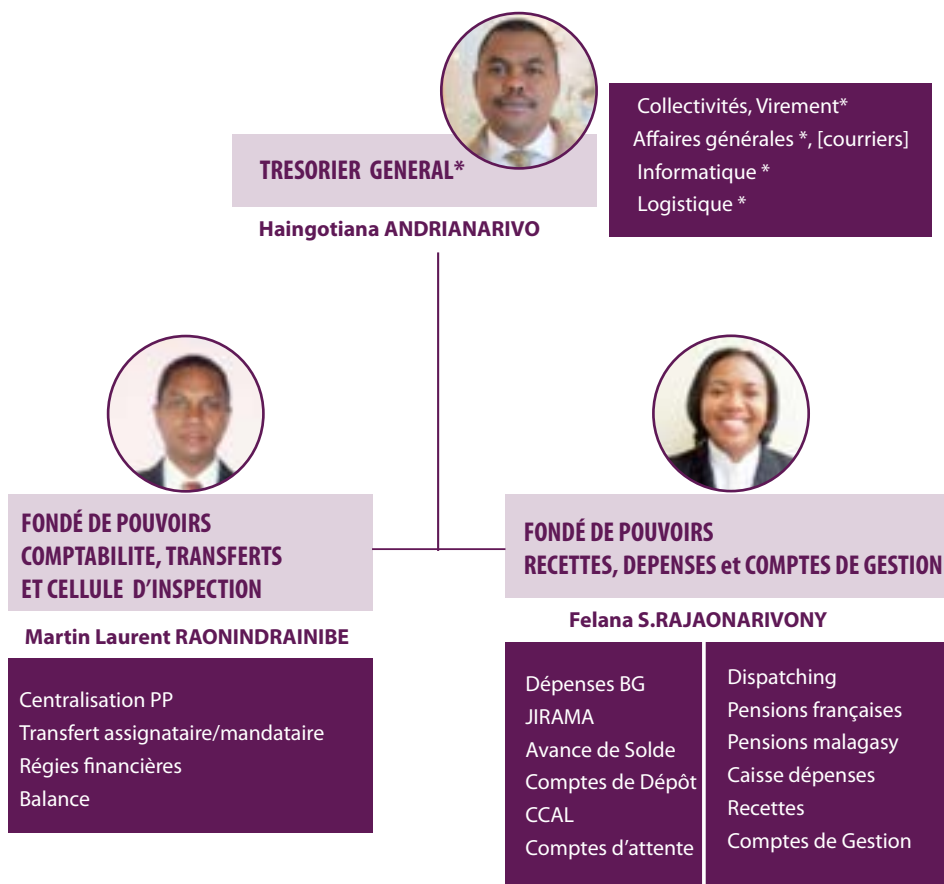 TRESORIER GENERAL*
Haingotiana ANDRIANARIVO
Collectivités, Virement*
Affaires générales *, [courriers]
Informatique *
Logistique *
FONDÉ DE POUVOIRS
COMPTABILITE, TRANSFERTS
ET CELLULE D'INSPECTION
Martin Laurent RAONINDRAINIBE
Centralisation PP
Transfert assignataire/mandataire
Régies financières
Balance
FONDÉ DE POUVOIRS
RECETTES, DEPENSES et COMPTES DE GESTION
Felana S.RAJAONARIVONY
Dépenses BG
JIRAMA
Avance de Solde
Comptes de Dépôt
CCAL
Comptes d'attente
Dispatching
Pensions françaises
Pensions malagasy
Caisse dépenses
Recettes
Comptes de Gestion